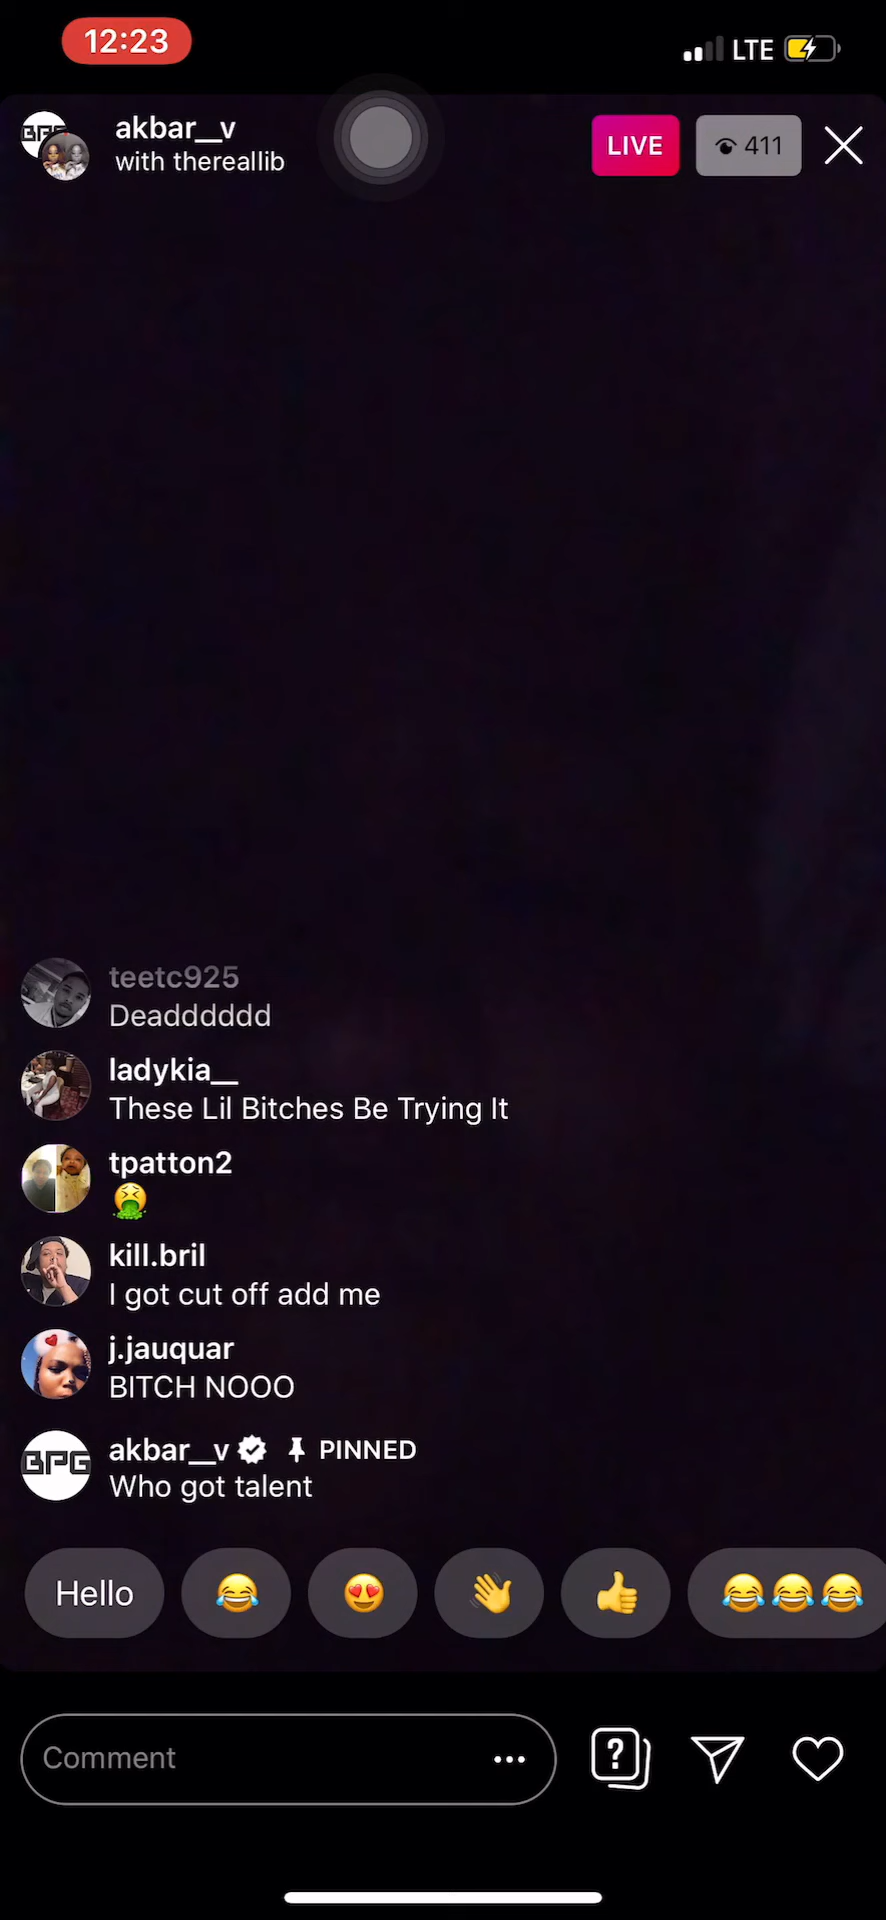 12:23
LTE
akbar__v
with thereallib
LIVE
411
teetc925
Deadddddd
ladykia__
These Lil Bitches Be Trying It
tpatton2
🤮
kill.bril
I got cut off add me
j.jauquar
BITCH NOOO
BPG
akbar__v PINNED
Who got talent
Hello 😂 😍 👋 👍 😂😂😂
Comment